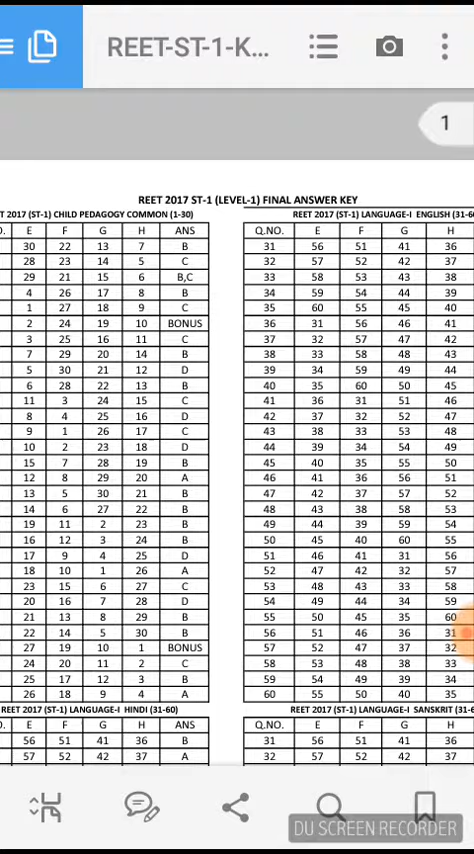 REET-ST-1-K...
1
REET 2017 ST-1 (LEVEL-1) FINAL ANSWER KEY
T 2017 (ST-1) CHILD PEDAGOGY COMMON (1-30)
. E F G H ANS
30 22 13 7 B
28 23 14 5 C
29 21 15 6 B,C
4 26 17 8 B
1 27 18 9 C
2 24 19 10 BONUS
3 25 16 11 C
7 29 20 14 B
5 30 21 12 D
6 28 22 13 B
11 3 24 15 C
8 4 25 16 D
9 1 26 17 C
10 2 23 18 D
15 7 28 19 B
12 8 29 20 A
13 5 30 21 B
14 6 27 22 B
19 11 2 23 B
16 12 3 24 B
17 9 4 25 D
18 10 1 26 A
23 15 6 27 C
20 16 7 28 D
21 13 8 29 B
22 14 5 30 B
27 19 10 1 BONUS
24 20 11 2 C
25 17 12 3 B
26 18 9 4 A
REET 2017 (ST-1) LANGUAGE-I ENGLISH (31-6
Q.NO. E F G H
31 56 51 41 36
32 57 52 42 37
33 58 53 43 38
34 59 54 44 39
35 60 55 45 40
36 31 56 46 41
37 32 57 47 42
38 33 58 48 43
39 34 59 49 44
40 35 60 50 45
41 36 31 51 46
42 37 32 52 47
43 38 33 53 48
44 39 34 54 49
45 40 35 55 50
46 41 36 56 51
47 42 37 57 52
48 43 38 58 53
49 44 39 59 54
50 45 40 60 55
51 46 41 31 56
52 47 42 32 57
53 48 43 33 58
54 49 44 34 59
55 50 45 35 60
56 51 46 36 31
57 52 47 37 32
58 53 48 38 33
59 54 49 39 34
60 55 50 40 35
REET 2017 (ST-1) LANGUAGE-I HINDI (31-60)
. E F G H ANS
56 51 41 36 B
57 52 42 37 A
REET 2017 (ST-1) LANGUAGE-I SANSKRIT (31-6
Q.NO. E F G H
31 56 51 41 36
32 57 52 42 37
DU SCREEN RECORDER